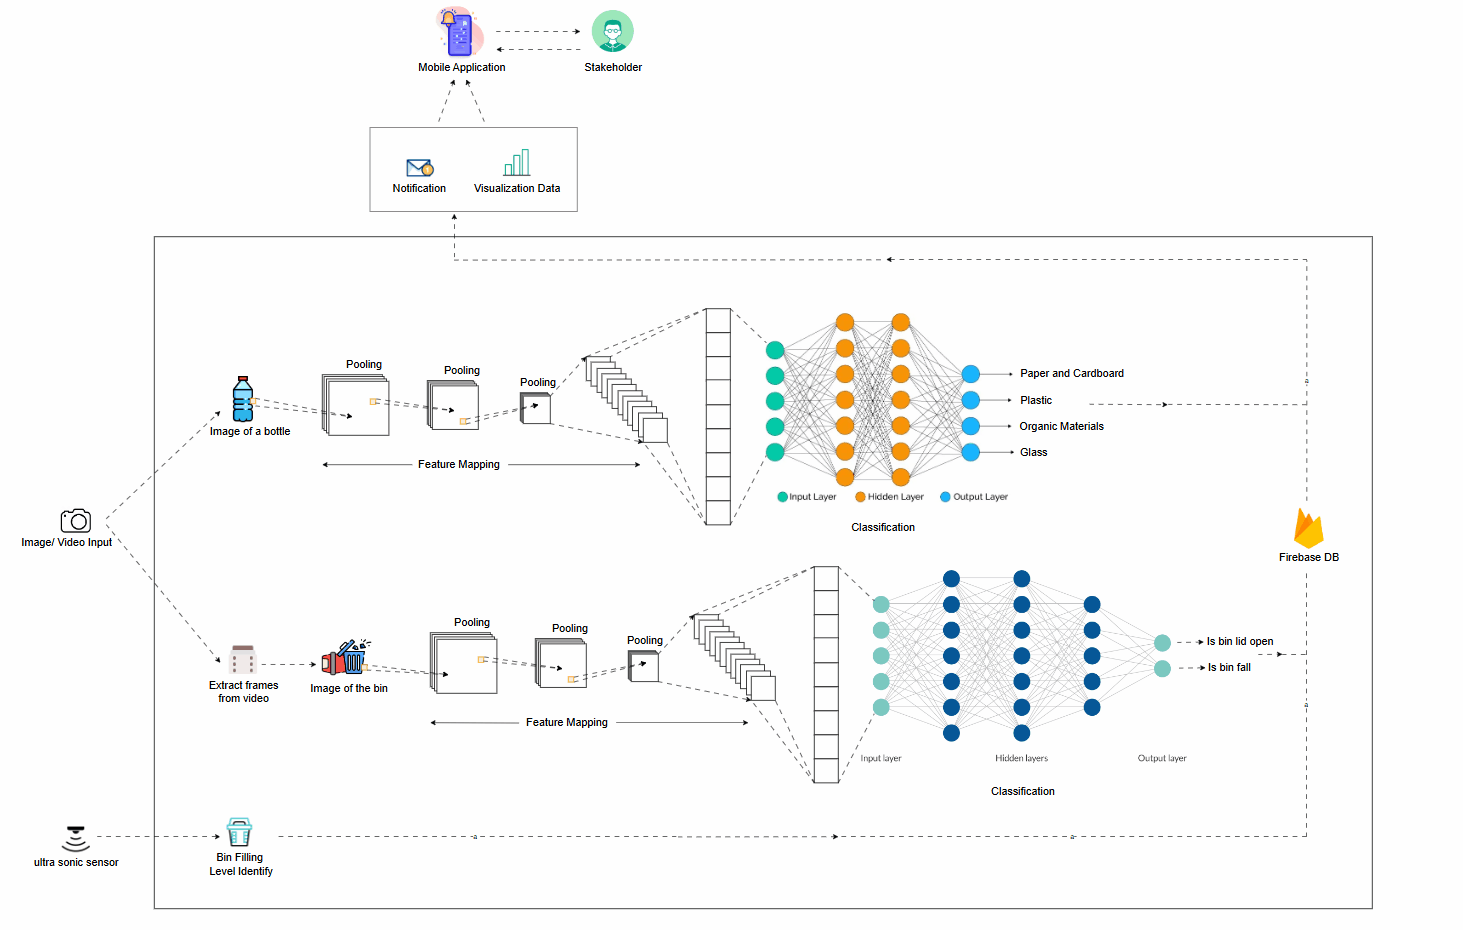 Mobile Application
Stakeholder
Notification
Visualization Data
Pooling
Pooling
Pooling
Image of a bottle
Feature Mapping
Paper and Cardboard
Plastic
Organic Materials
Glass
Input Layer
Hidden Layer
Output Layer
Classification
a
Image/ Video Input
Firebase DB
Pooling
Pooling
Pooling
Extract frames
from video
Image of the bin
Feature Mapping
Is bin lid open
Is bin fall
a
Input layer
Hidden layers
Output layer
Classification
ultra sonic sensor
Bin Filling
Level Identify
a
a